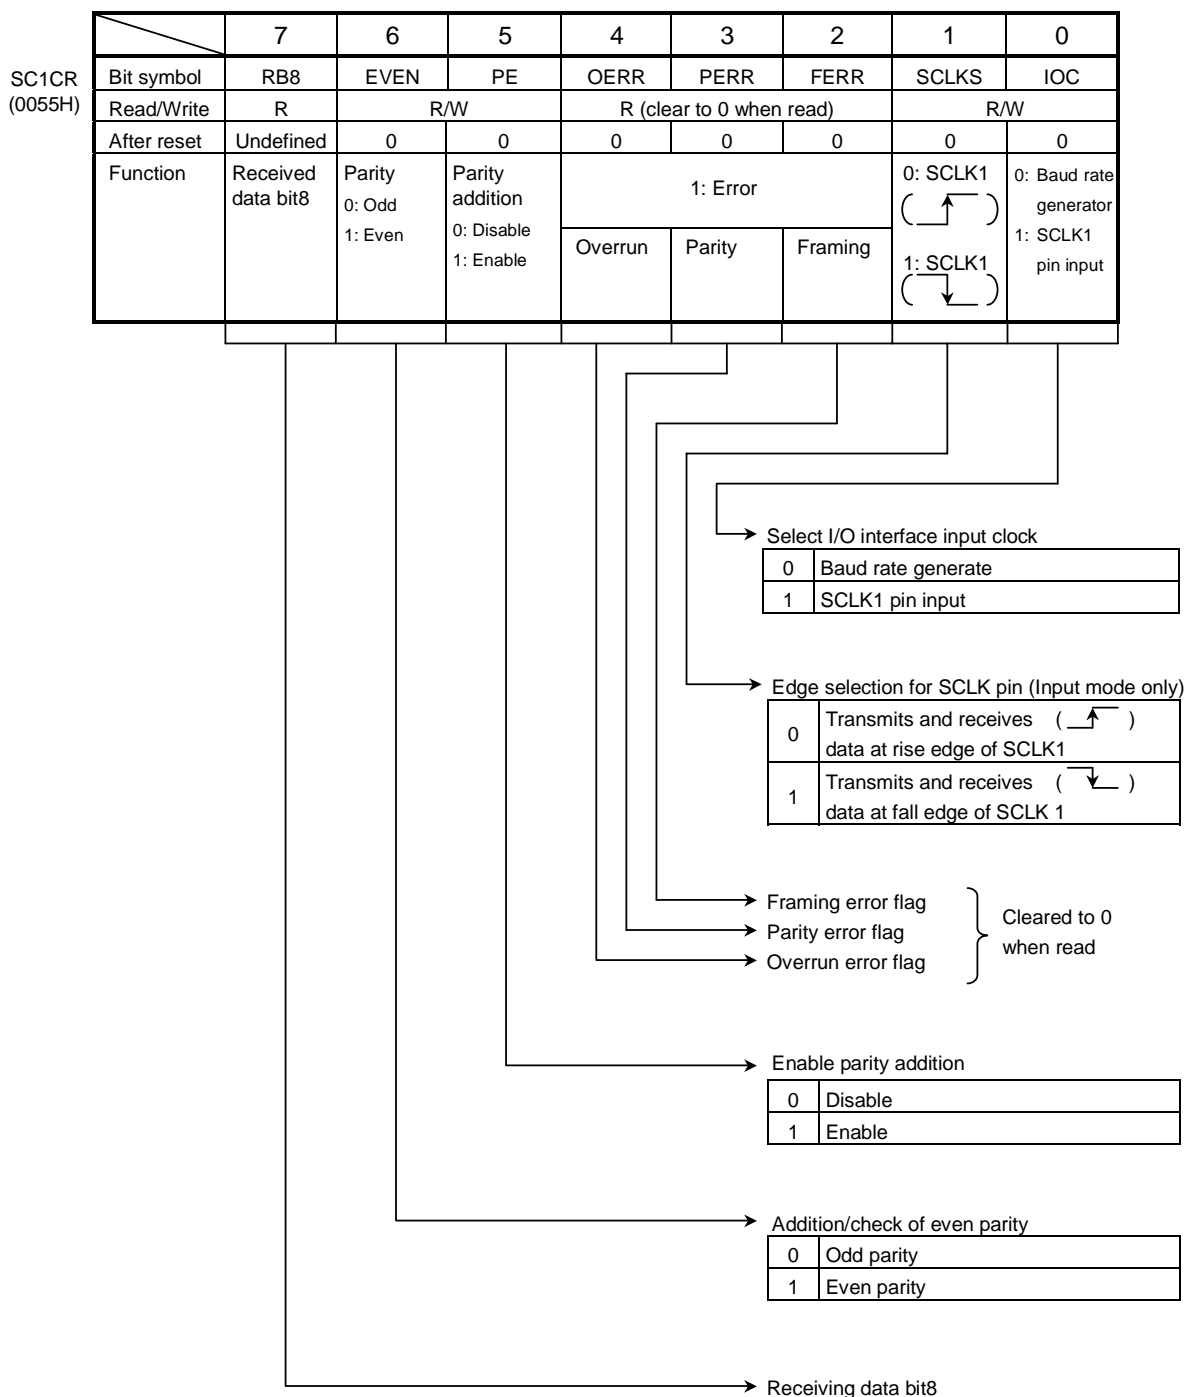 7 6 5 4 3 2 1 0
SC1CR
(0055H)
Bit symbol RB8 EVEN PE OERR PERR FERR SCLKS IOC
Read/Write R R/W R (clear to 0 when read) R/W
After reset Undefined 0 0 0 0 0 0 0
Function
Received
data bit8
Parity
0: Odd
1: Even
Parity
addition
0: Disable
1: Enable
1: Error
Overrun Parity Framing
0: SCLK1
( )
1: SCLK1
( )
0: Baud rate
generator
1: SCLK1
pin input
Select I/O interface input clock
0 Baud rate generate
1 SCLK1 pin input
Edge selection for SCLK pin (Input mode only)
0 Transmits and receives ( )
data at rise edge of SCLK1
1 Transmits and receives ( )
data at fall edge of SCLK 1
Framing error flag
Parity error flag
Overrun error flag
Cleared to 0
when read
Enable parity addition
0 Disable
1 Enable
Addition/check of even parity
0 Odd parity
1 Even parity
Receiving data bit8